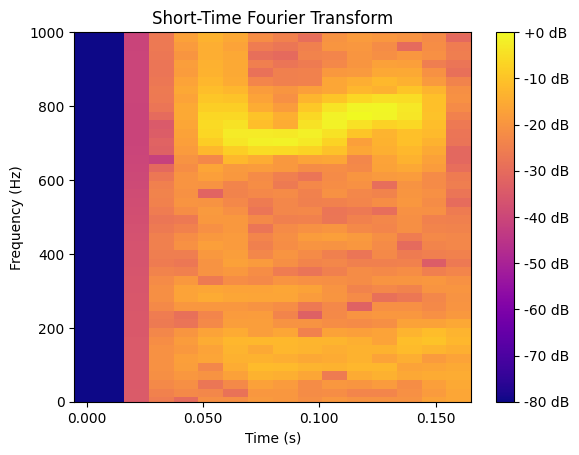 Short-Time Fourier Transform
1000
800
600
400
200
0
Frequency (Hz)
0.000
0.050
0.100
0.150
Time (s)
+0 dB
-10 dB
-20 dB
-30 dB
-40 dB
-50 dB
-60 dB
-70 dB
-80 dB